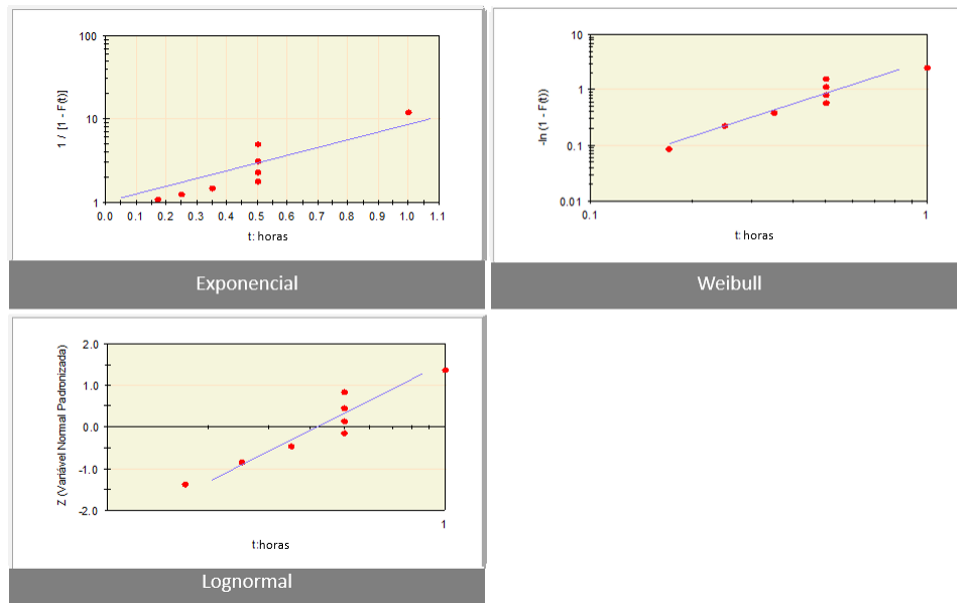 100
10
1
1 / [1 - F(t)]
0.0 0.1 0.2 0.3 0.4 0.5 0.6 0.7 0.8 0.9 1.0 1.1
t: horas
Exponencial
10
1
0.1
0.01
-ln (1 - F(t))
0.1 1
t: horas
Weibull
2.0
1.0
0.0
-1.0
-2.0
Z (Variável Normal Padronizada)
1
t:horas
Lognormal